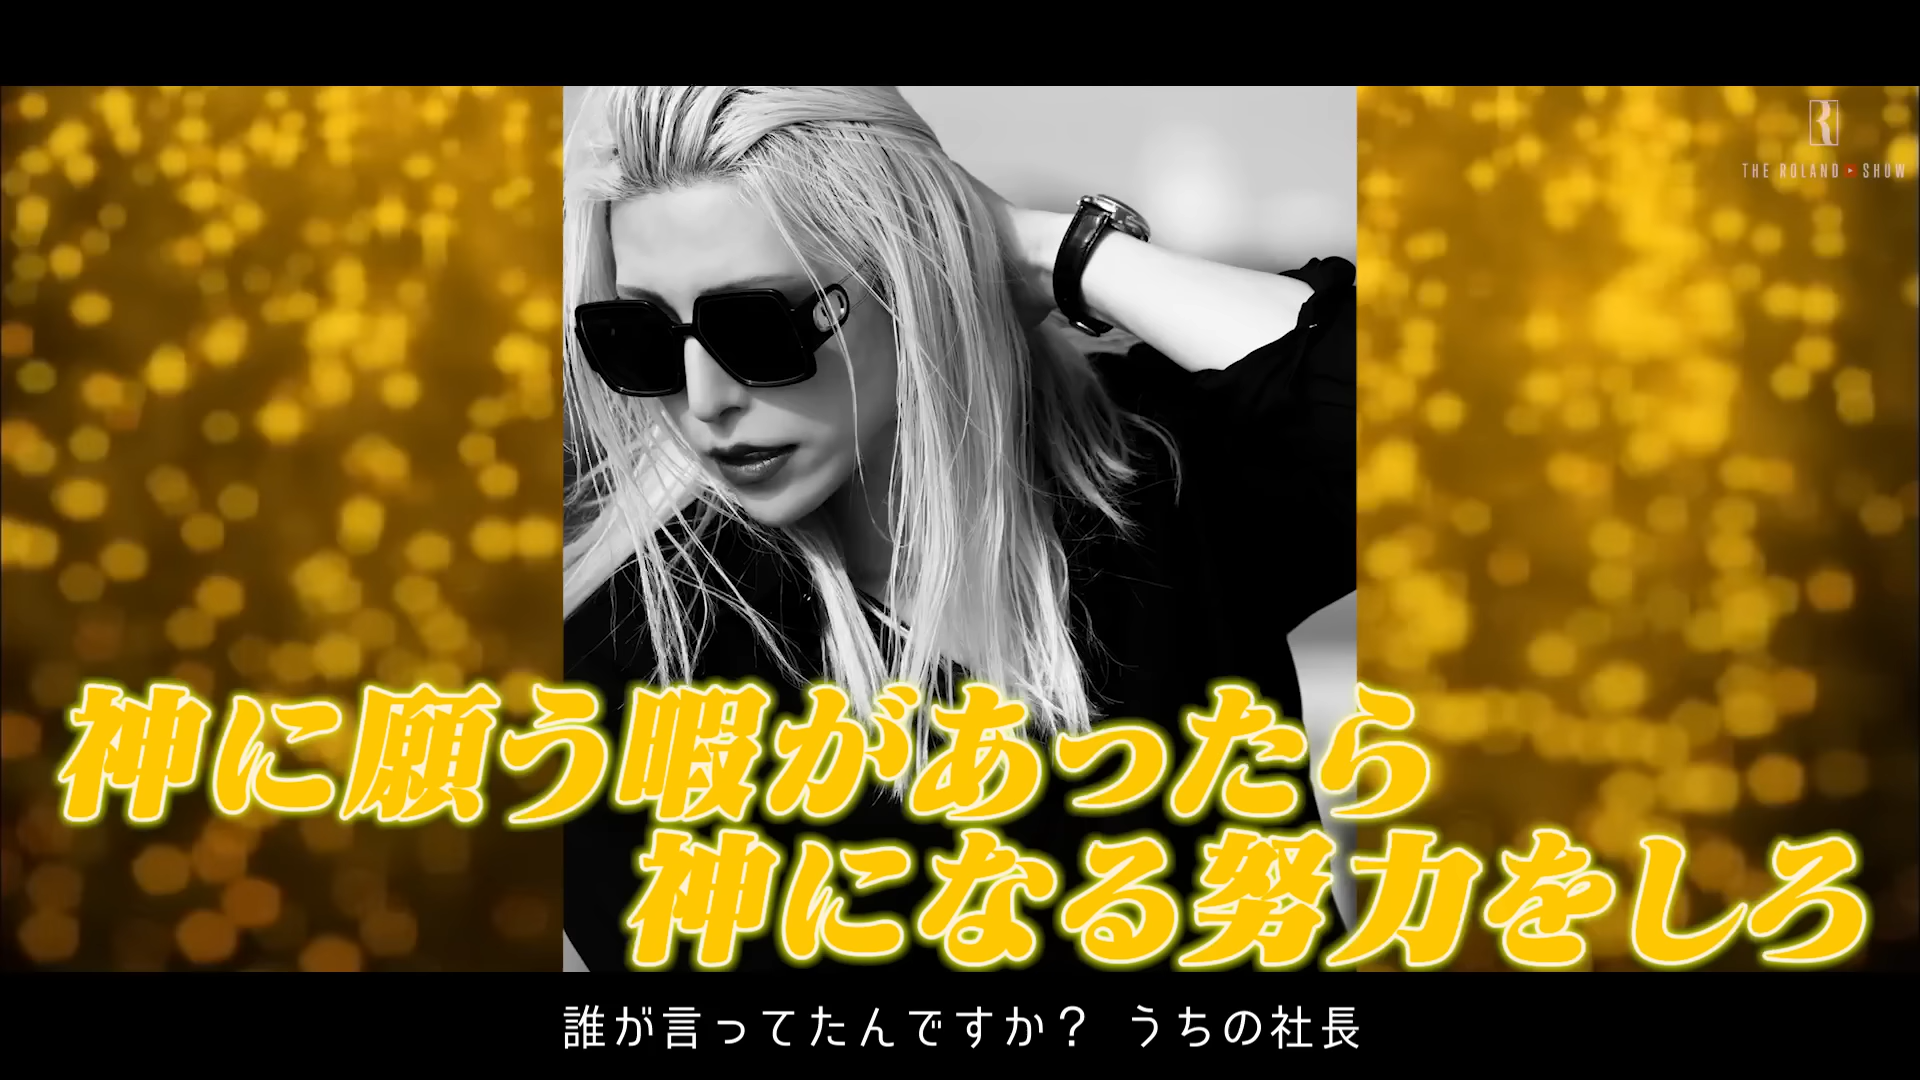 R
THE ROLAND SHOW
神に願う暇があったら
神になる努力をしろ
誰が言ってたんですか？ うちの社長